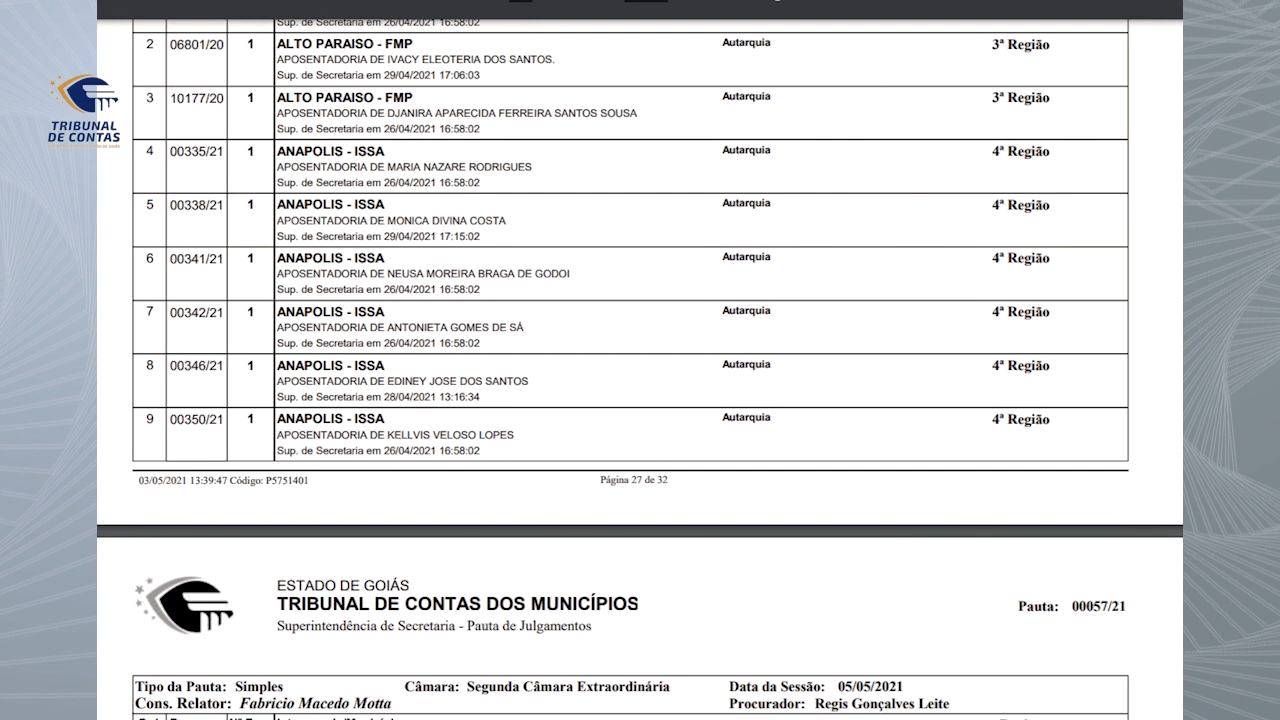 Sup. de Secretaria em 26/04/2021 16:58:02
2 06801/20 1 ALTO PARAISO - FMP Autarquia 3ª Região
APOSENTADORIA DE IVACY ELEOTERIA DOS SANTOS.
Sup. de Secretaria em 29/04/2021 17:06:03
3 10177/20 1 ALTO PARAISO - FMP Autarquia 3ª Região
APOSENTADORIA DE DJANIRA APARECIDA FERREIRA SANTOS SOUSA
Sup. de Secretaria em 26/04/2021 16:58:02
TRIBUNAL
DE CONTAS
4 00335/21 1 ANAPOLIS - ISSA Autarquia 4ª Região
APOSENTADORIA DE MARIA NAZARE RODRIGUES
Sup. de Secretaria em 26/04/2021 16:58:02
5 00338/21 1 ANAPOLIS - ISSA Autarquia 4ª Região
APOSENTADORIA DE MONICA DIVINA COSTA
Sup. de Secretaria em 29/04/2021 17:15:02
6 00341/21 1 ANAPOLIS - ISSA Autarquia 4ª Região
APOSENTADORIA DE NEUSA MOREIRA BRAGA DE GODOI
Sup. de Secretaria em 26/04/2021 16:58:02
7 00342/21 1 ANAPOLIS - ISSA Autarquia 4ª Região
APOSENTADORIA DE ANTONIETA GOMES DE SÁ
Sup. de Secretaria em 26/04/2021 16:58:02
8 00346/21 1 ANAPOLIS - ISSA Autarquia 4ª Região
APOSENTADORIA DE EDINEY JOSE DOS SANTOS
Sup. de Secretaria em 28/04/2021 13:16:34
9 00350/21 1 ANAPOLIS - ISSA Autarquia 4ª Região
APOSENTADORIA DE KELLVIS VELOSO LOPES
Sup. de Secretaria em 26/04/2021 16:58:02
03/05/2021 13:39:47 Código: P5751401 Página 27 de 32
ESTADO DE GOIÁS
TRIBUNAL DE CONTAS DOS MUNICÍPIOS
Pauta: 00057/21
Superintendência de Secretaria - Pauta de Julgamentos
Tipo da Pauta: Simples Câmara: Segunda Câmara Extraordinária Data da Sessão: 05/05/2021
Cons. Relator: Fabricio Macedo Motta Procurador: Regis Gonçalves Leite